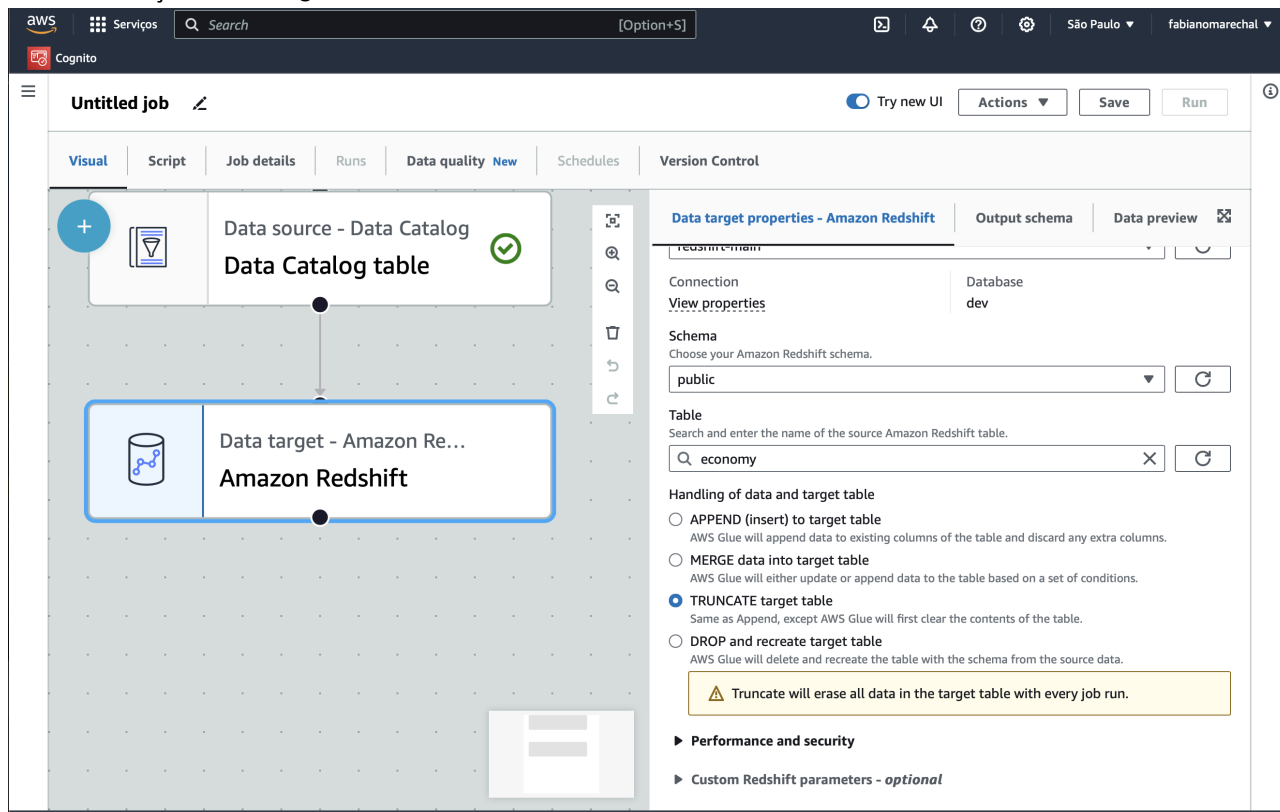 aws
Serviços
Search
[Option+S]
São Paulo
fabianomarechal
Cognito
Untitled job
Try new UI
Actions
Save
Run
Visual
Script
Job details
Runs
Data quality New
Schedules
Version Control
Data source - Data Catalog
Data Catalog table
Data target - Amazon Re...
Amazon Redshift
Data target properties - Amazon Redshift
Output schema
Data preview
redshift-main
Connection
View properties
Database
dev
Schema
Choose your Amazon Redshift schema.
public
Table
Search and enter the name of the source Amazon Redshift table.
economy
Handling of data and target table
APPEND (insert) to target table
AWS Glue will append data to existing columns of the table and discard any extra columns.
MERGE data into target table
AWS Glue will either update or append data to the table based on a set of conditions.
TRUNCATE target table
Same as Append, except AWS Glue will first clear the contents of the table.
DROP and recreate target table
AWS Glue will delete and recreate the table with the schema from the source data.
Truncate will erase all data in the target table with every job run.
Performance and security
Custom Redshift parameters - optional